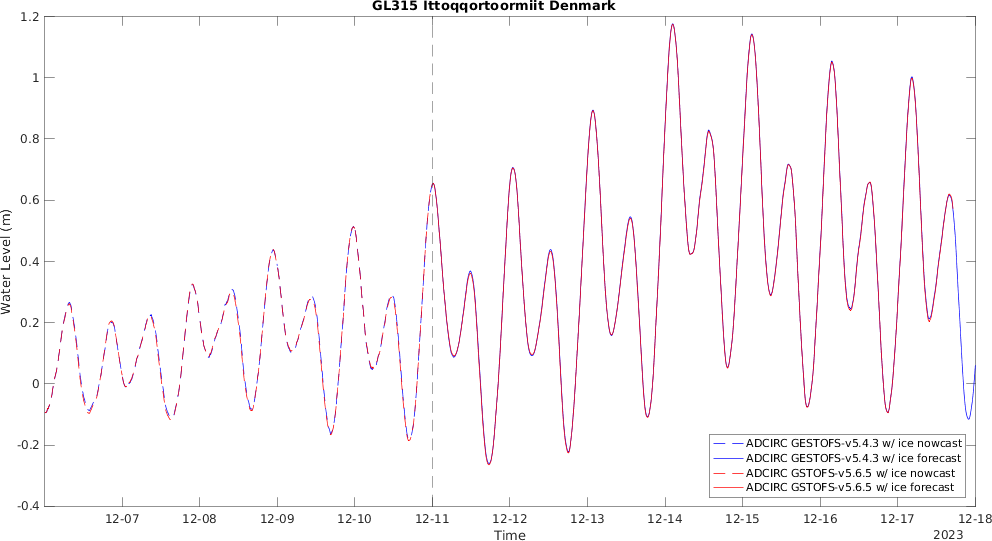 GL315 Ittoqqortoormiit Denmark
1.2
1
0.8
0.6
0.4
0.2
0
-0.2
-0.4
Water Level (m)
ADCIRC GESTOFS-v5.4.3 w/ ice nowcast
ADCIRC GESTOFS-v5.4.3 w/ ice forecast
ADCIRC GSTOFS-v5.6.5 w/ ice nowcast
ADCIRC GSTOFS-v5.6.5 w/ ice forecast
12-07 12-08 12-09 12-10 12-11 12-12 12-13 12-14 12-15 12-16 12-17 12-18
Time
2023